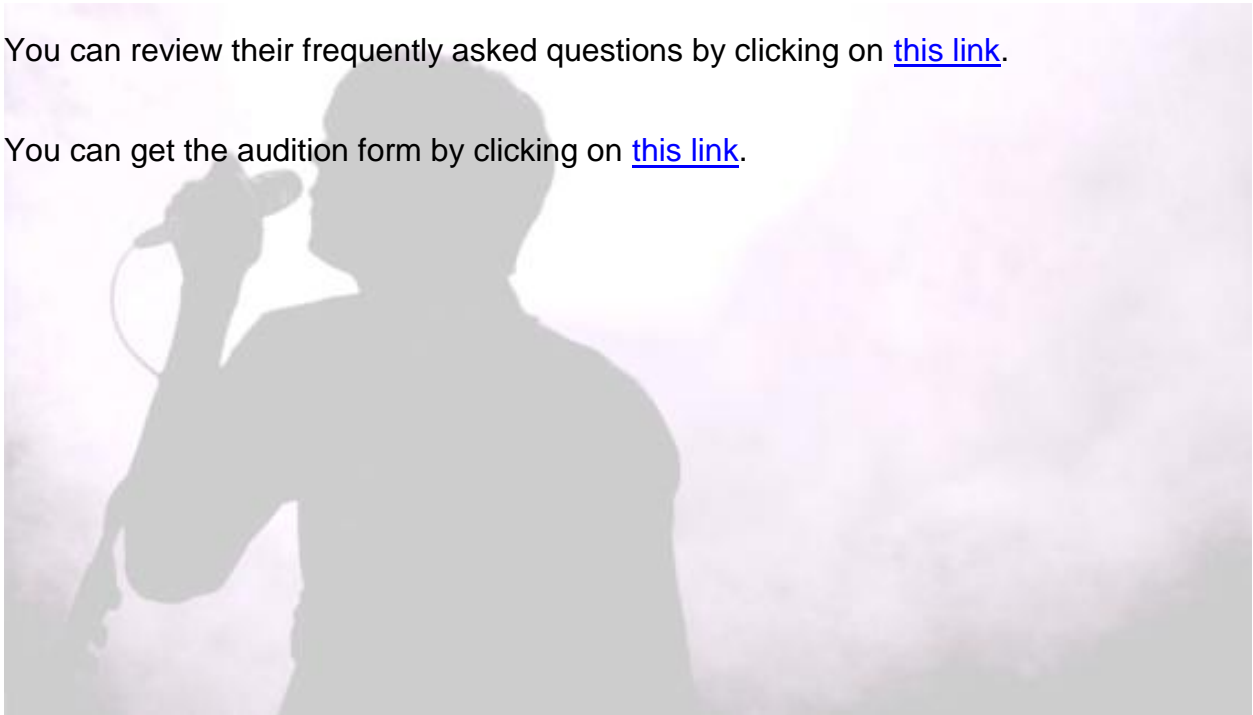 You can review their frequently asked questions by clicking on this link.
You can get the audition form by clicking on this link.